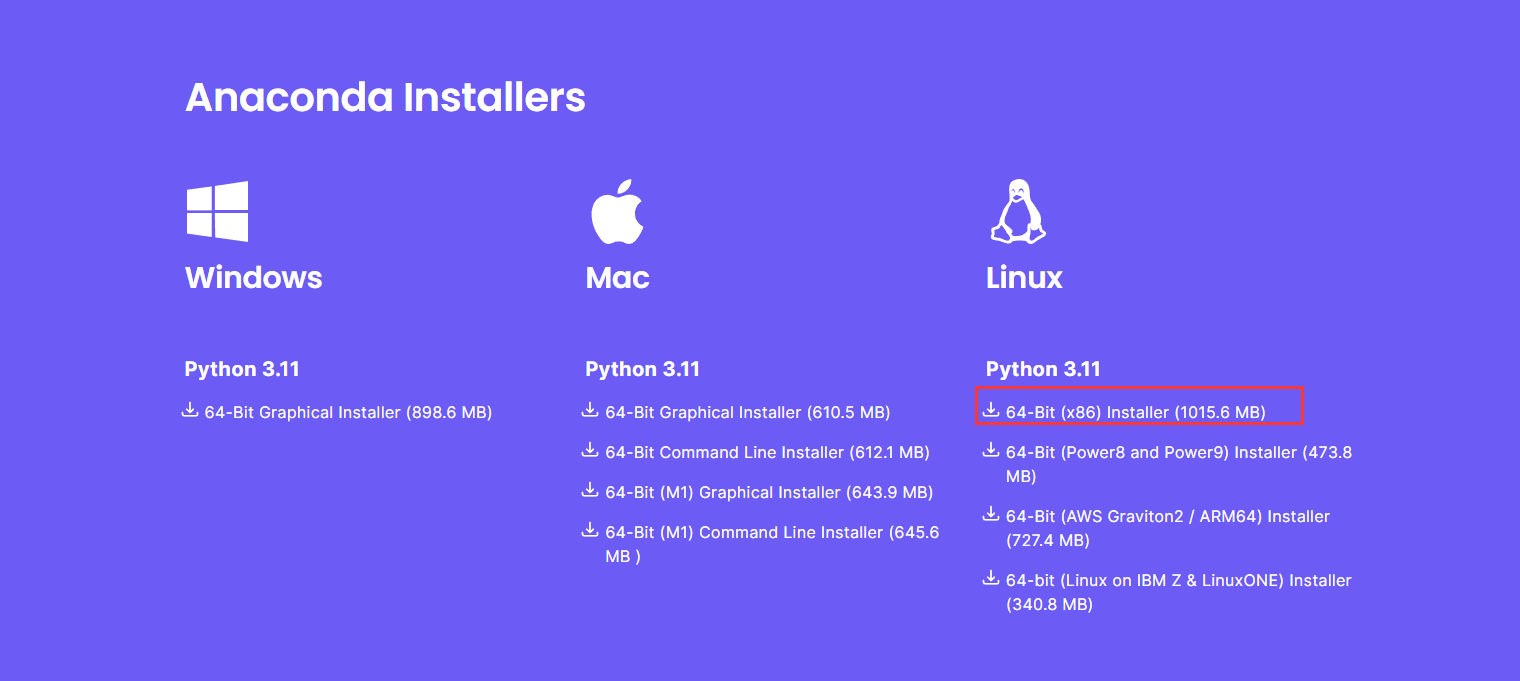 Anaconda Installers
Windows
Python 3.11
64-Bit Graphical Installer (898.6 MB)
Mac
Python 3.11
64-Bit Graphical Installer (610.5 MB)
64-Bit Command Line Installer (612.1 MB)
64-Bit (M1) Graphical Installer (643.9 MB)
64-Bit (M1) Command Line Installer (645.6
MB )
Linux
Python 3.11
64-Bit (x86) Installer (1015.6 MB)
64-Bit (Power8 and Power9) Installer (473.8
MB)
64-Bit (AWS Graviton2 / ARM64) Installer
(727.4 MB)
64-bit (Linux on IBM Z & LinuxONE) Installer
(340.8 MB)